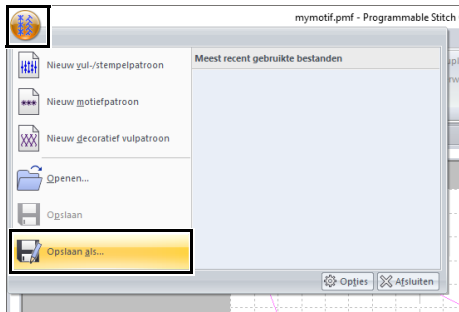 mymotif.pmf - Programmable Stitch
Nieuw vul-/stempelpatroon
Meest recent gebruikte bestanden
Nieuw motiefpatroon
Nieuw decoratief vulpatroon
Openen...
Opslaan
Opslaan als...
Opties
Afsluiten